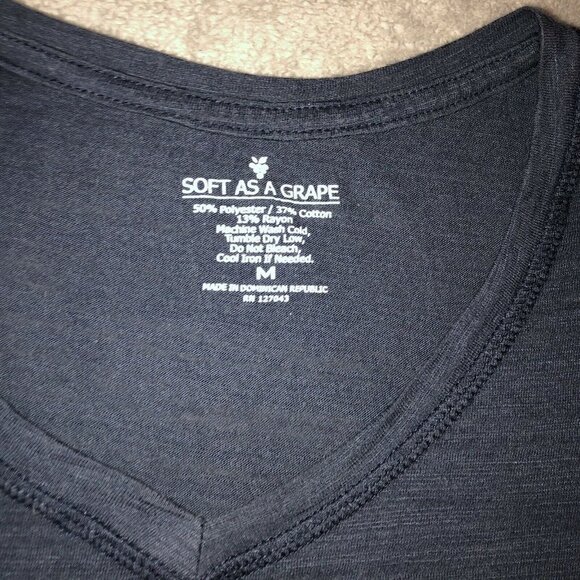 SOFT AS A GRAPE
50% Polyester / 37% Cotton
13% Rayon
Machine Wash Cold,
Tumble Dry Low,
Do Not Bleach,
Cool Iron If Needed.
M
MADE IN DOMINICAN REPUBLIC
RN 127043